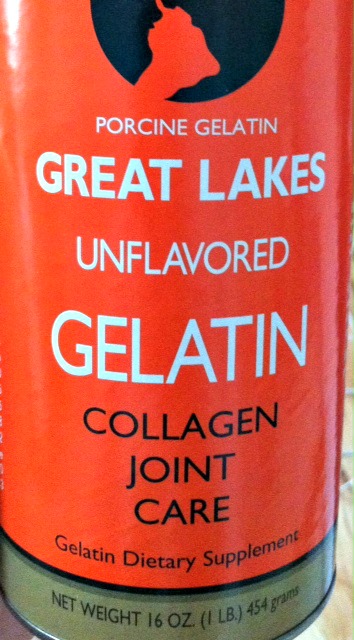 PORCINE GELATIN
GREAT LAKES
UNFLAVORED
GELATIN
COLLAGEN
JOINT
CARE
Gelatin Dietary Supplement
NET WEIGHT 16 OZ. (1 LB.) 454 grams